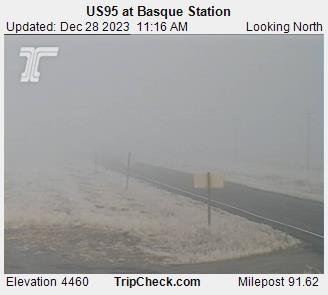 US95 at Basque Station
Updated: Dec 28 2023 11:16 AM Looking North
Elevation 4460 TripCheck.com Milepost 91.62